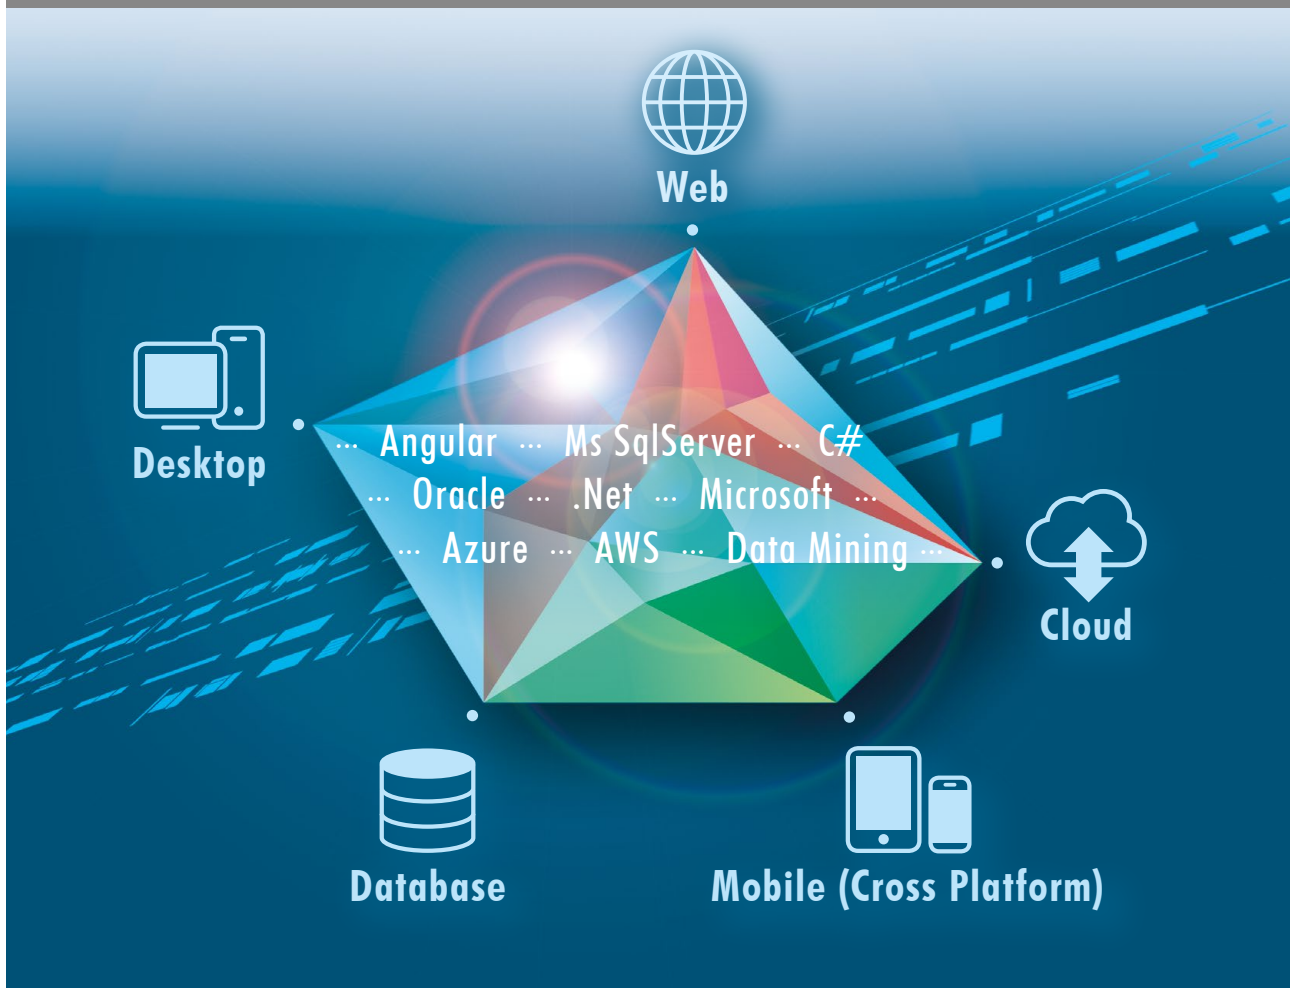 Web
Desktop
... Angular ... Ms SqlServer ... C#
... Oracle ... .Net ... Microsoft ...
... Azure ... AWS ... Data Mining ...
Cloud
Database
Mobile (Cross Platform)